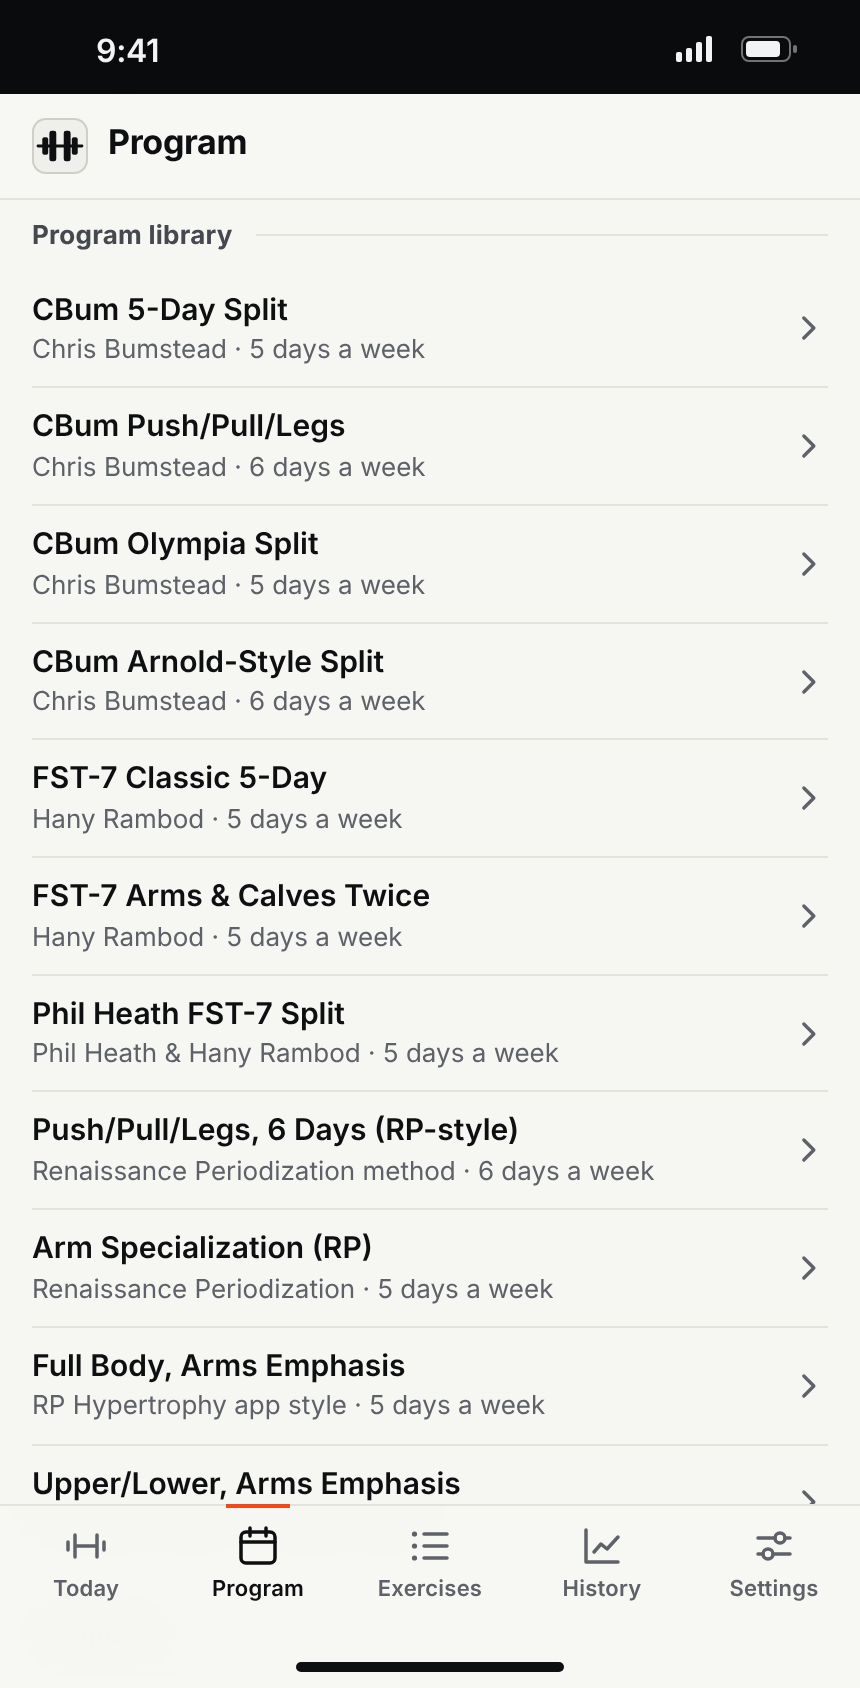 9:41
Program
Program library
CBum 5-Day Split
Chris Bumstead · 5 days a week
CBum Push/Pull/Legs
Chris Bumstead · 6 days a week
CBum Olympia Split
Chris Bumstead · 5 days a week
CBum Arnold-Style Split
Chris Bumstead · 6 days a week
FST-7 Classic 5-Day
Hany Rambod · 5 days a week
FST-7 Arms & Calves Twice
Hany Rambod · 5 days a week
Phil Heath FST-7 Split
Phil Heath & Hany Rambod · 5 days a week
Push/Pull/Legs, 6 Days (RP-style)
Renaissance Periodization method · 6 days a week
Arm Specialization (RP)
Renaissance Periodization · 5 days a week
Full Body, Arms Emphasis
RP Hypertrophy app style · 5 days a week
Upper/Lower, Arms Emphasis
Today
Program
Exercises
History
Settings